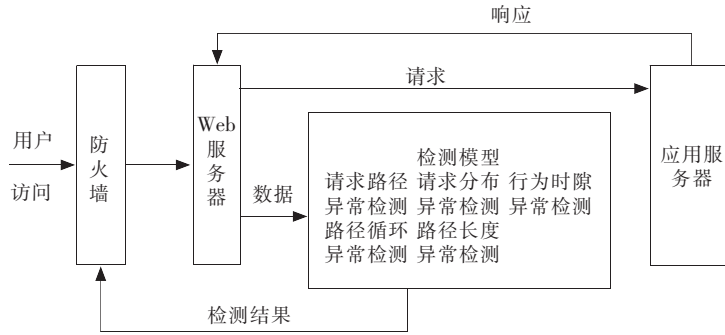 响应
请求
用户
访问
防火墙
Web
服务器
数据
检测模型
请求路径 请求分布 行为时隙
异常检测 异常检测 异常检测
路径循环 路径长度
异常检测 异常检测
应用服
务器
检测结果